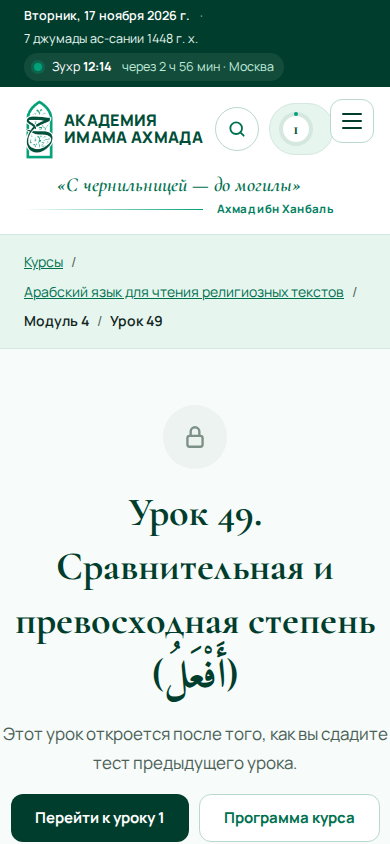 Вторник, 17 ноября 2026 г. ·
7 джумады ас-сании 1448 г. х.
Зухр 12:14 через 2 ч 56 мин · Москва
АКАДЕМИЯ
ИМАМА АХМАДА
1
«С чернильницей — до могилы»
Ахмад ибн Ханбаль
Курсы /
Арабский язык для чтения религиозных текстов /
Модуль 4 / Урок 49
Урок 49.
Сравнительная и
превосходная степень
(أَفْعَلُ)
Этот урок откроется после того, как вы сдадите
тест предыдущего урока.
Перейти к уроку 1 Программа курса